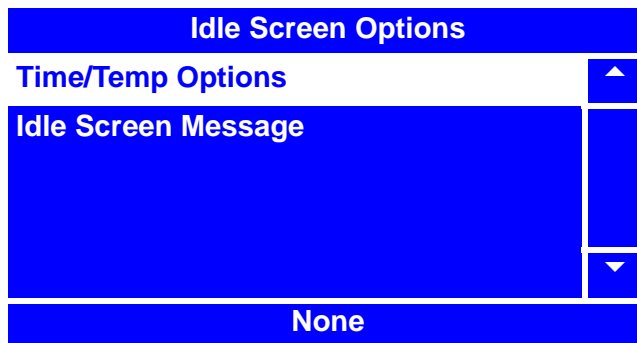 Idle Screen Options
Time/Temp Options
Idle Screen Message
None